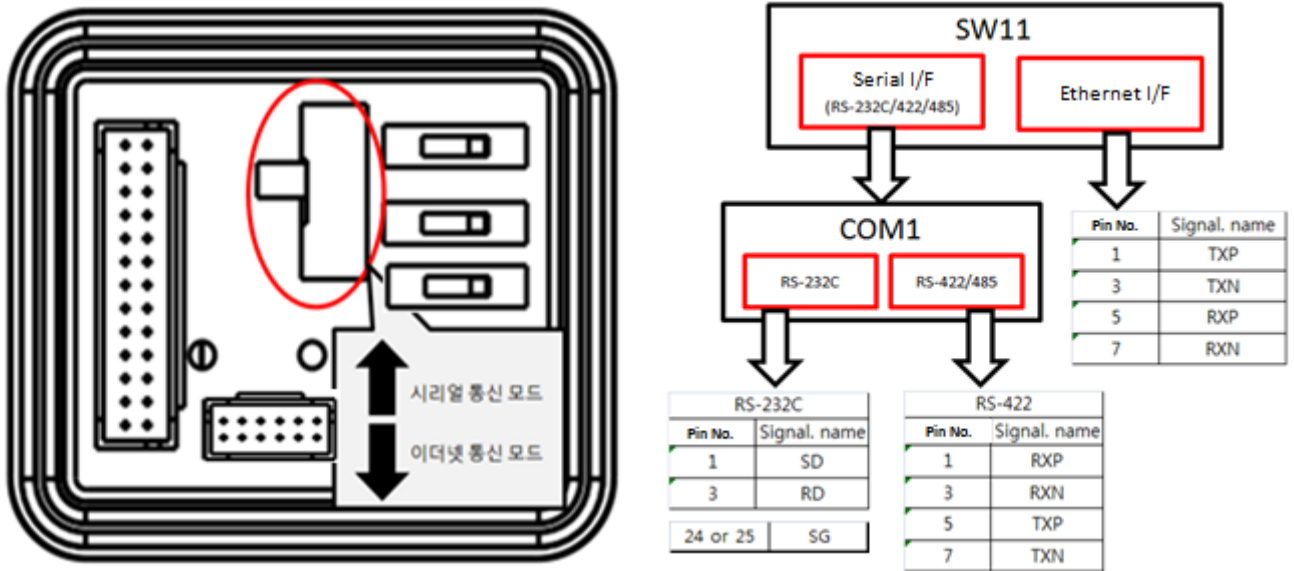 시리얼 통신 모드
이더넷 통신 모드
SW11
Serial I/F
(RS-232C/422/485)
Ethernet I/F
COM1
RS-232C
RS-422/485
Pin No. Signal. name
1 TXP
3 TXN
5 RXP
7 RXN
RS-232C
Pin No. Signal. name
1 SD
3 RD
24 or 25 SG
RS-422
Pin No. Signal. name
1 RXP
3 RXN
5 TXP
7 TXN